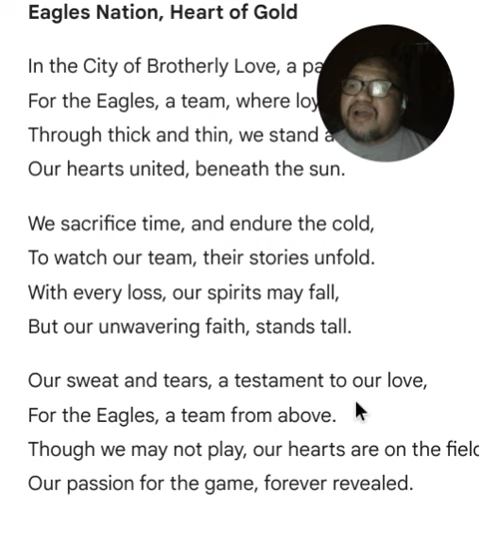 Eagles Nation, Heart of Gold
In the City of Brotherly Love, a
For the Eagles, a team, where
Through thick and thin, we stand
Our hearts united, beneath the sun.
We sacrifice time, and endure the cold,
To watch our team, their stories unfold.
With every loss, our spirits may fall,
But our unwavering faith, stands tall.
Our sweat and tears, a testament to our love,
For the Eagles, a team from above.
Though we may not play, our hearts are on the
Our passion for the game, forever revealed.